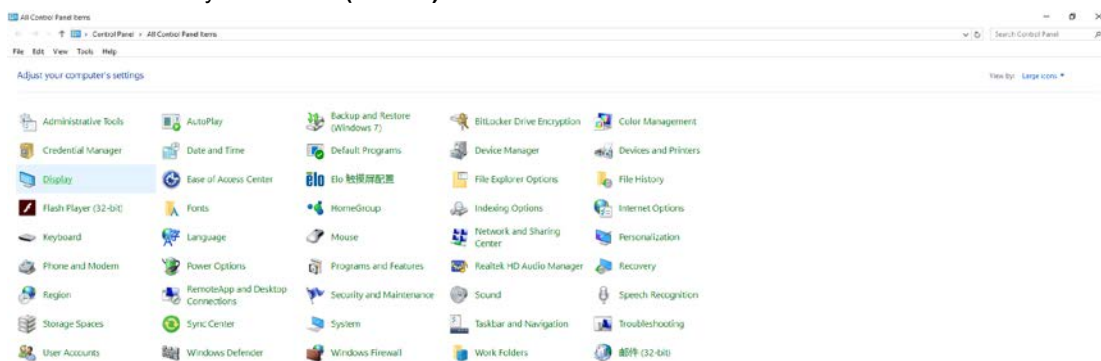 All Control Panel Items
Control Panel › All Control Panel Items
Search Control Panel
File Edit View Tools Help
Adjust your computer's settings
View by: Large icons
Administrative Tools
AutoPlay
Backup and Restore
(Windows 7)
BitLocker Drive Encryption
Color Management
Credential Manager
Date and Time
Default Programs
Device Manager
Devices and Printers
Display
Ease of Access Center
elo
Elo 触摸屏配置
File Explorer Options
File History
Flash Player (32-bit)
Fonts
HomeGroup
Indexing Options
Internet Options
Keyboard
Language
Mouse
Network and Sharing
Center
Personalization
Phone and Modem
Power Options
Programs and Features
Realtek HD Audio Manager
Recovery
Region
RemoteApp and Desktop
Connections
Security and Maintenance
Sound
Speech Recognition
Storage Spaces
Sync Center
System
Taskbar and Navigation
Troubleshooting
User Accounts
Windows Defender
Windows Firewall
Work Folders
邮件 (32-bit)